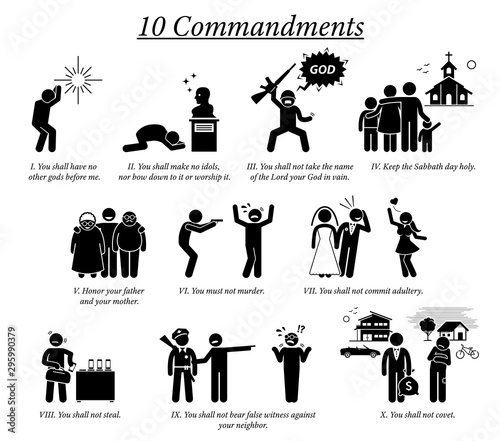 10 Commandments
GOD
I. You shall have no
other gods before me.
II. You shall make no idols,
nor bow down to it or worship it.
III. You shall not take the name
of the Lord your God in vain.
IV. Keep the Sabbath day holy.
V. Honor your father
and your mother.
VI. You must not murder.
VII. You shall not commit adultery.
!?
$
VIII. You shall not steal.
IX. You shall not bear false witness against
your neighbor.
X. You shall not covet.
Adobe Stock | #295990379